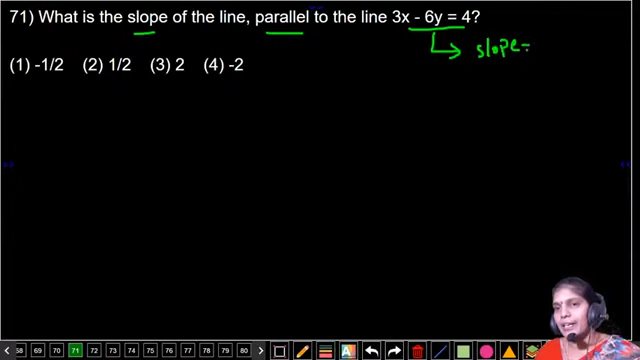 71) What is the slope of the line, parallel to the line 3x - 6y = 4?
slope=
(1) -1/2 (2) 1/2 (3) 2 (4) -2
68 69 70 71 72 73 74 75 76 77 78 79 80